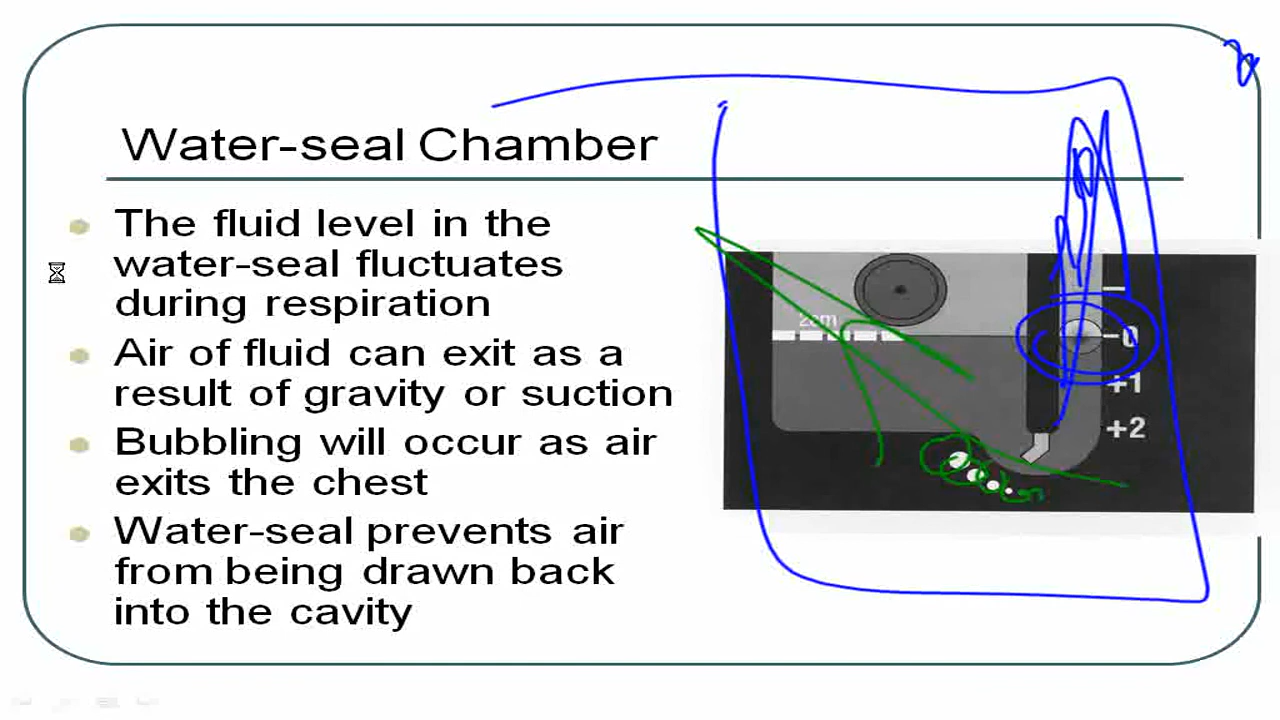 Water-seal Chamber
The fluid level in the
water-seal fluctuates
during respiration
Air of fluid can exit as a
result of gravity or suction
Bubbling will occur as air
exits the chest
Water-seal prevents air
from being drawn back
into the cavity
2cm
-
-0
+1
+2